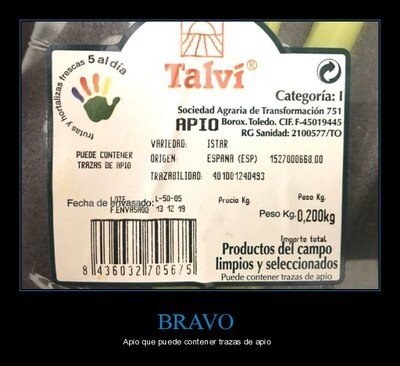 frutas y hortalizas frescas 5 al día
Talví®
Categoría: I
Sociedad Agraria de Transformación 751
APIO Borox. Toledo. CIF. F-45019445
RG Sanidad: 2100577/TO
VARIEDAD: ISTAR
PUEDE CONTENER
TRAZAS DE APIO
ORIGEN: ESPAÑA (ESP) 1527000668.00
TRAZABILIDAD: 401001240493
LOTE L-50-05
Fecha de envasado:
F.ENVASADO 13 12 19
Precio Kg. Peso Kg.
Peso Kg. 0,200kg
Importe total
8 436032 705675
Productos del campo
limpios y seleccionados
Puede contener trazas de apio
BRAVO
Apio que puede contener trazas de apio